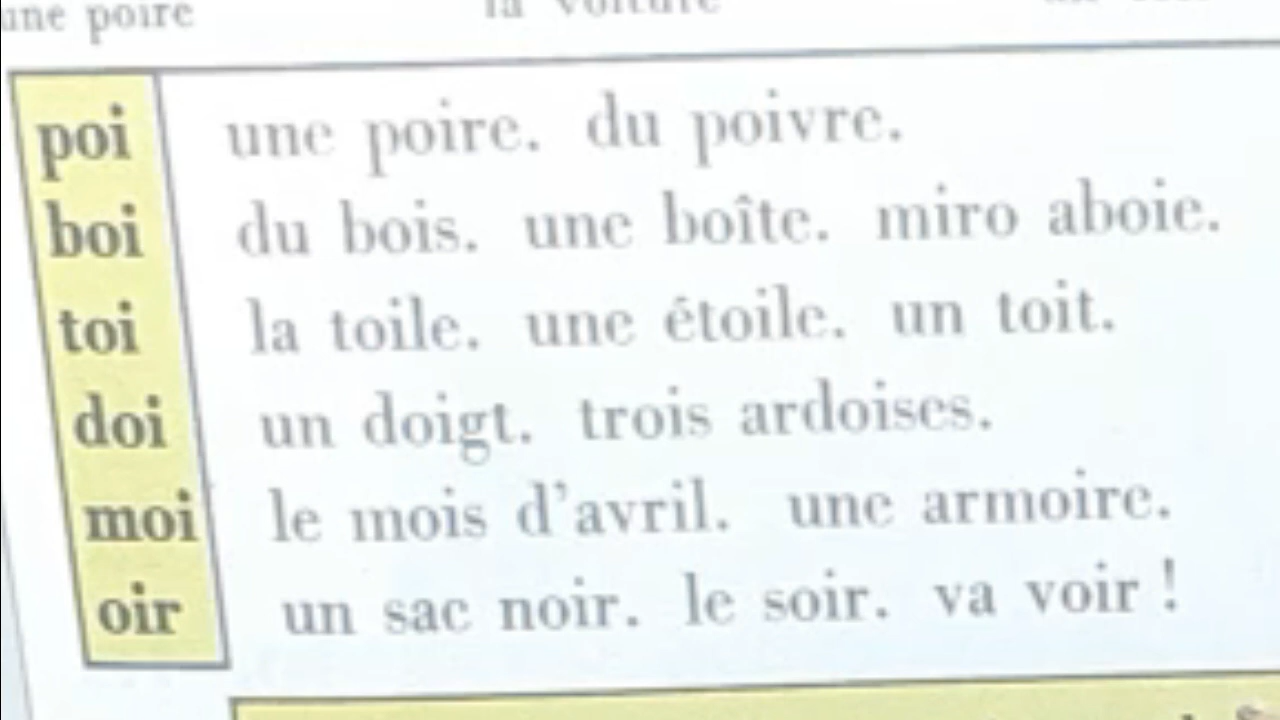 une poire la voiture
poi une poire. du poivre.
boi du bois. une boîte. miro aboie.
toi la toile. une étoile. un toit.
doi un doigt. trois ardoises.
moi le mois d'avril. une armoire.
oir un sac noir. le soir. va voir !